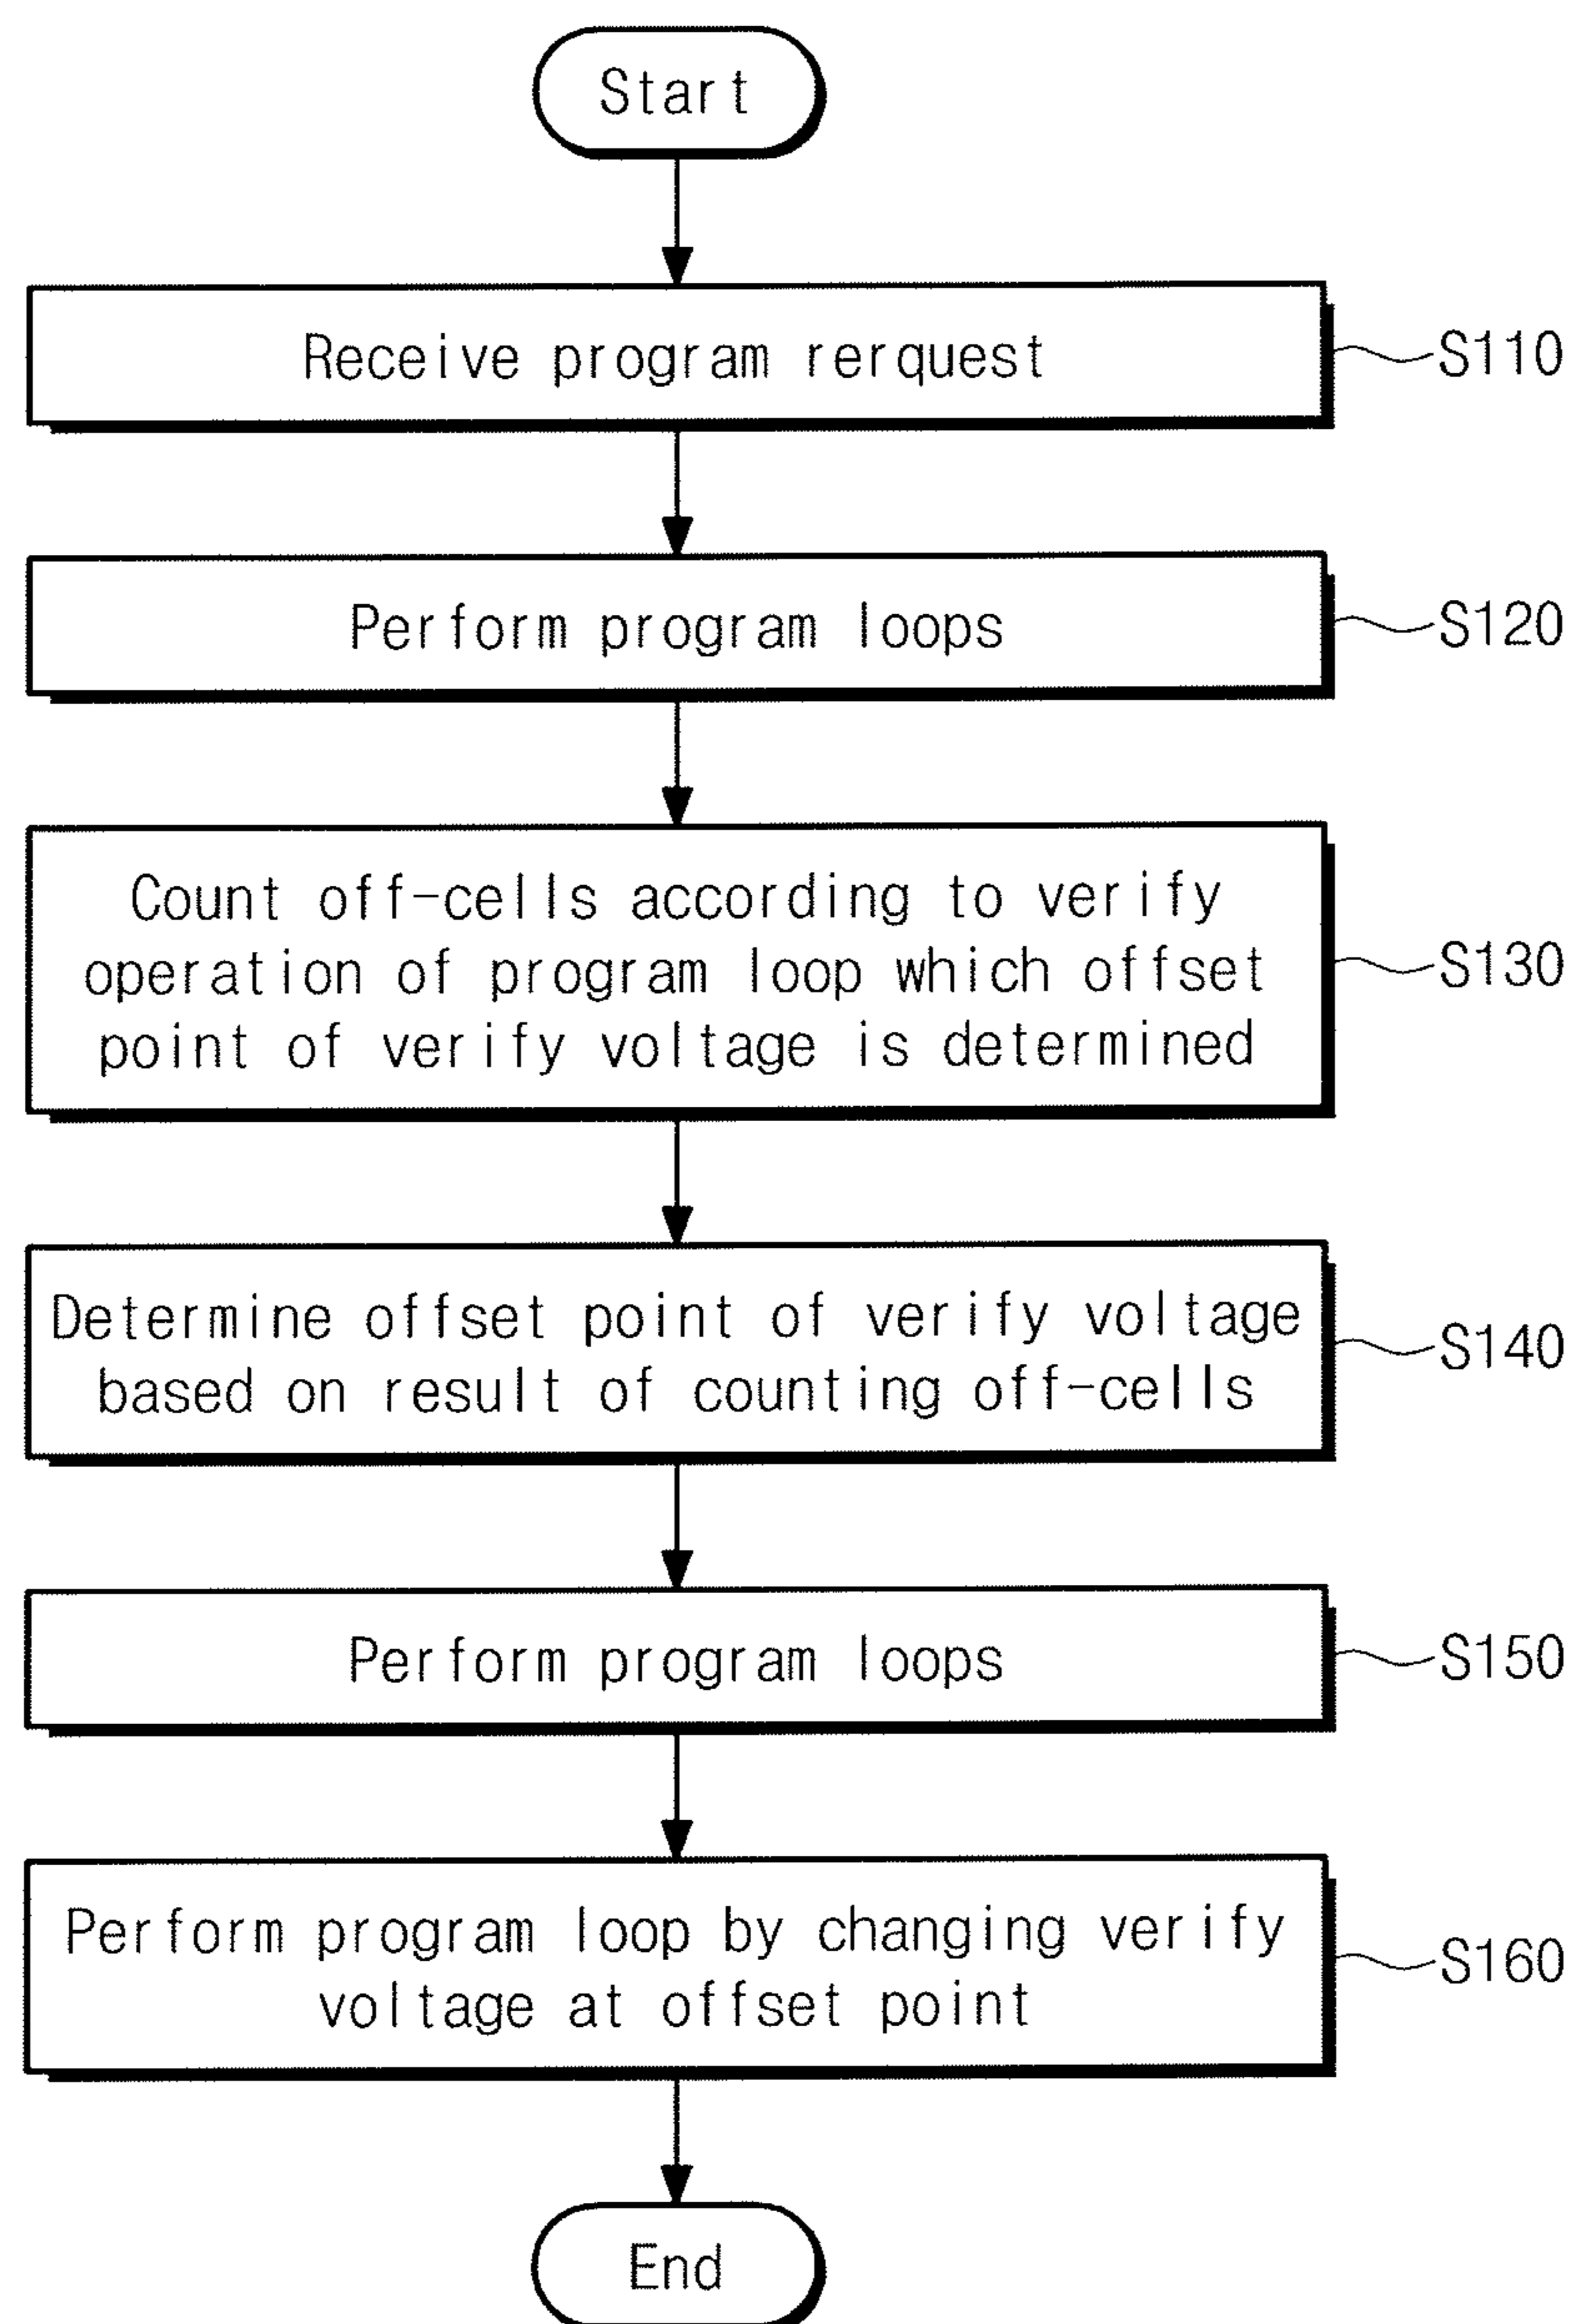 Start
Receive program rerquest
S110
Perform program loops
S120
Count off-cells according to verify
operation of program loop which offset
point of verify voltage is determined
S130
Determine offset point of verify voltage
based on result of counting off-cells
S140
Perform program loops
S150
Perform program loop by changing verify
voltage at offset point
S160
End